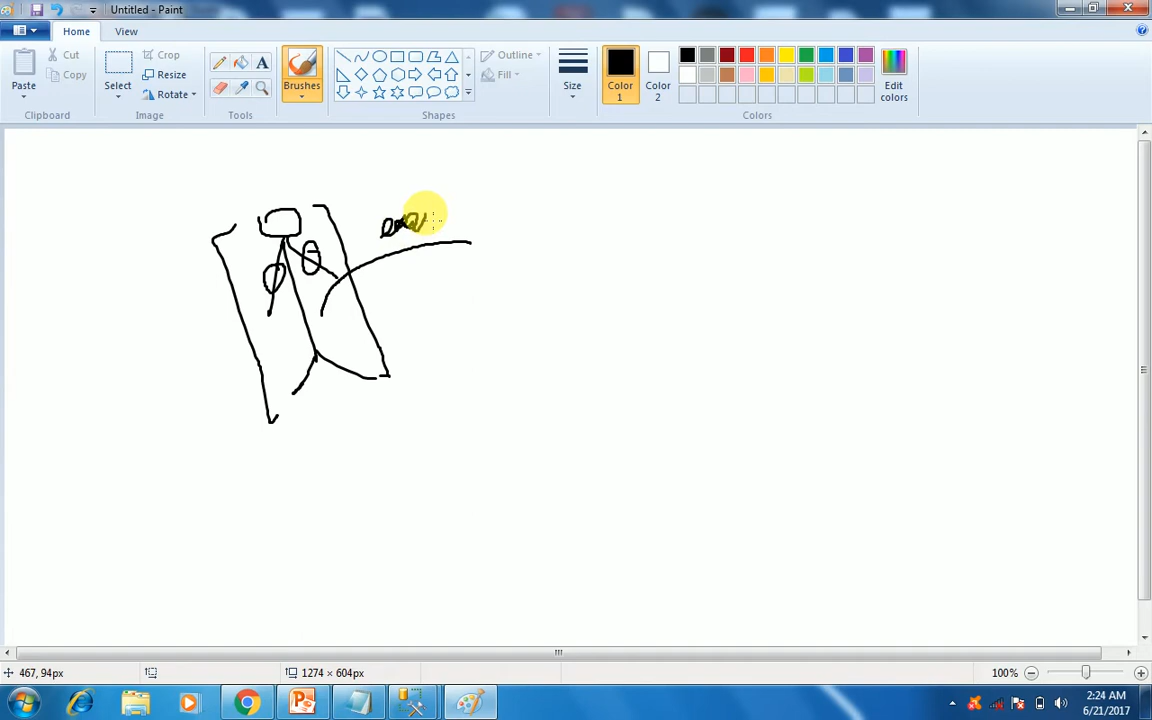 Untitled - Paint
Home
View
Paste
Cut
Copy
Clipboard
Select
Crop
Resize
Rotate
Image
A
Tools
Brushes
Shapes
Outline
Fill
Size
Color 1
Color 2
Edit colors
Colors
467, 94px
1274 × 604px
100%
2:24 AM
6/21/2017